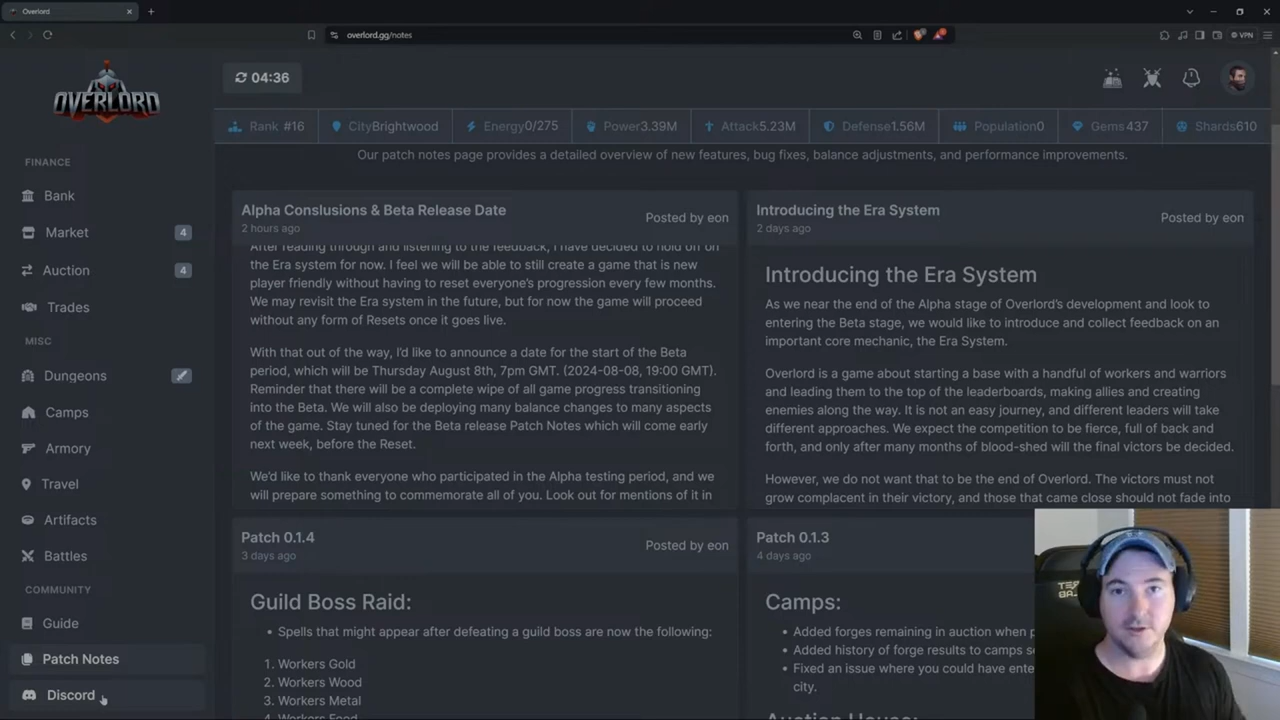 Overlord
overlord.gg/notes
VPN
OVERLORD
04:36
Rank #16
CityBrightwood
Energy0/275
Power3.39M
Attack5.23M
Defense1.56M
Population0
Gems437
Shards610
FINANCE
Bank
Market 4
Auction 4
Trades
MISC
Dungeons
Camps
Armory
Travel
Artifacts
Battles
COMMUNITY
Guide
Patch Notes
Discord
Our patch notes page provides a detailed overview of new features, bug fixes, balance adjustments, and performance improvements.
Alpha Conslusions & Beta Release Date
2 hours ago
Posted by eon
After reading through and listening to the feedback, I have decided to hold off on
the Era system for now. I feel we will be able to still create a game that is new
player friendly without having to reset everyone's progression every few months.
We may revisit the Era system in the future, but for now the game will proceed
without any form of Resets once it goes live.
With that out of the way, I'd like to announce a date for the start of the Beta
period, which will be Thursday August 8th, 7pm GMT. (2024-08-08, 19:00 GMT).
Reminder that there will be a complete wipe of all game progress transitioning
into the Beta. We will also be deploying many balance changes to many aspects
of the game. Stay tuned for the Beta release Patch Notes which will come early
next week, before the Reset.
We'd like to thank everyone who participated in the Alpha testing period, and we
will prepare something to commemorate all of you. Look out for mentions of it in
Introducing the Era System
2 days ago
Posted by eon
Introducing the Era System
As we near the end of the Alpha stage of Overlord's development and look to
entering the Beta stage, we would like to introduce and collect feedback on an
important core mechanic, the Era System.
Overlord is a game about starting a base with a handful of workers and warriors
and leading them to the top of the leaderboards, making allies and creating
enemies along the way. It is not an easy journey, and different leaders will take
different approaches. We expect the competition to be fierce, full of back and
forth, and only after many months of blood-shed will the final victors be decided.
However, we do not want that to be the end of Overlord. The victors must not
grow complacent in their victory, and those that came close should not fade into
Patch 0.1.4
3 days ago
Posted by eon
Guild Boss Raid:
• Spells that might appear after defeating a guild boss are now the following:
1. Workers Gold
2. Workers Wood
3. Workers Metal
4. Workers Food
Patch 0.1.3
4 days ago
Camps:
• Added forges remaining in auction when
• Added history of forge results to camps
• Fixed an issue where you could have
city.
Auction House: